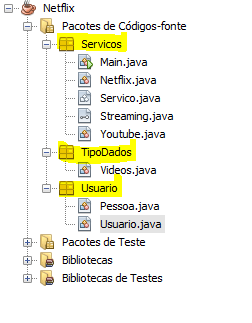 Netflix
Pacotes de Códigos-fonte
Servicos
Main.java
Netflix.java
Servico.java
Streaming.java
Youtube.java
TipoDados
Videos.java
Usuario
Pessoa.java
Usuario.java
Pacotes de Teste
Bibliotecas
Bibliotecas de Testes